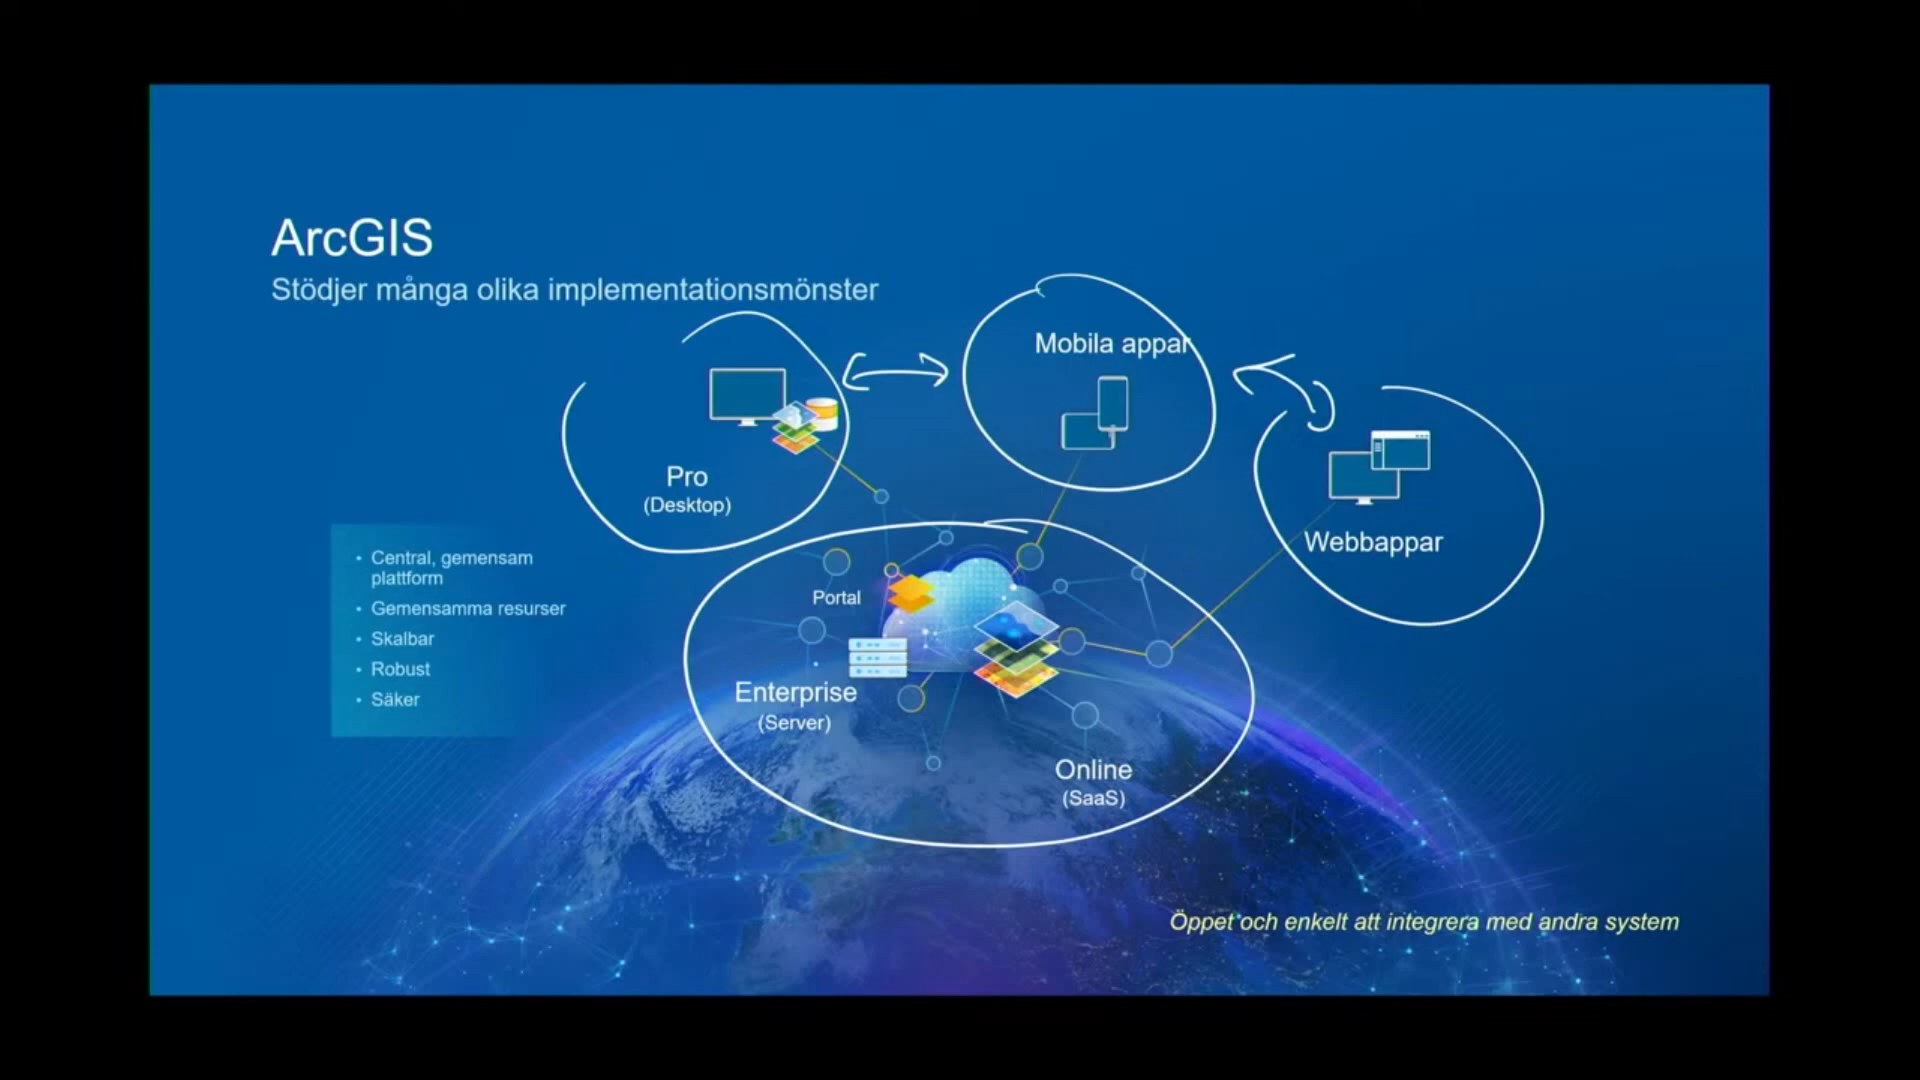 ArcGIS
Stödjer många olika implementationsmönster
Mobila appar
Pro
(Desktop)
Webbappar
• Central, gemensam
plattform
• Gemensamma resurser
• Skalbar
• Robust
• Säker
Portal
Enterprise
(Server)
Online
(SaaS)
Öppet och enkelt att integrera med andra system